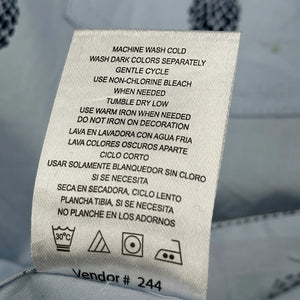 MACHINE WASH COLD
WASH DARK COLORS SEPARATELY
GENTLE CYCLE
USE NON-CHLORINE BLEACH
WHEN NEEDED
TUMBLE DRY LOW
USE WARM IRON WHEN NEEDED
DO NOT IRON ON DECORATION
LAVA EN LAVADORA CON AGUA FRIA
LAVA COLORES OSCUROS APARTE
CICLO CORTO
USAR SOLAMENTE BLANQUEDOR SIN CLORO
SI SE NECESITA
SECA EN SECADORA, CICLO LENTO
PLANCHA TIBIA, SI SE NECESITA
NO PLANCHE EN LOS ADORNOS
30°C
Vendor # 244